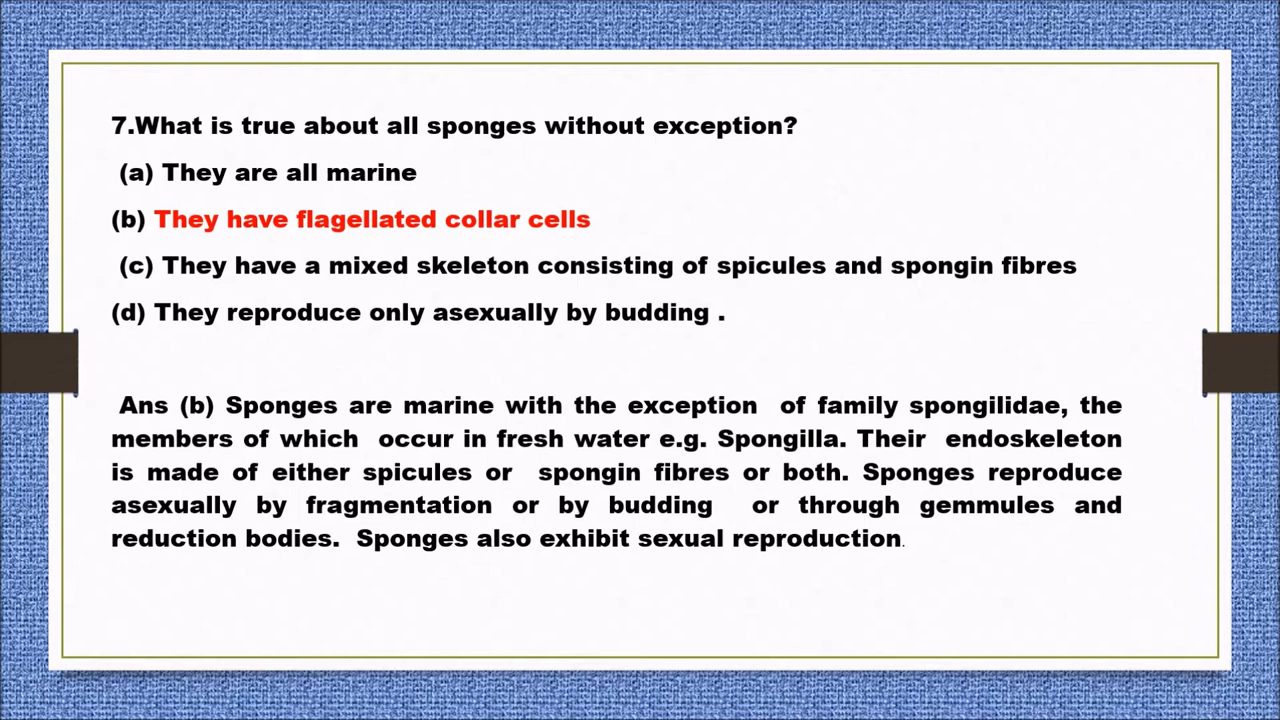 7.What is true about all sponges without exception?
(a) They are all marine
(b) They have flagellated collar cells
(c) They have a mixed skeleton consisting of spicules and spongin fibres
(d) They reproduce only asexually by budding .
Ans (b) Sponges are marine with the exception of family spongilidae, the
members of which occur in fresh water e.g. Spongilla. Their endoskeleton
is made of either spicules or spongin fibres or both. Sponges reproduce
asexually by fragmentation or by budding or through gemmules and
reduction bodies. Sponges also exhibit sexual reproduction.